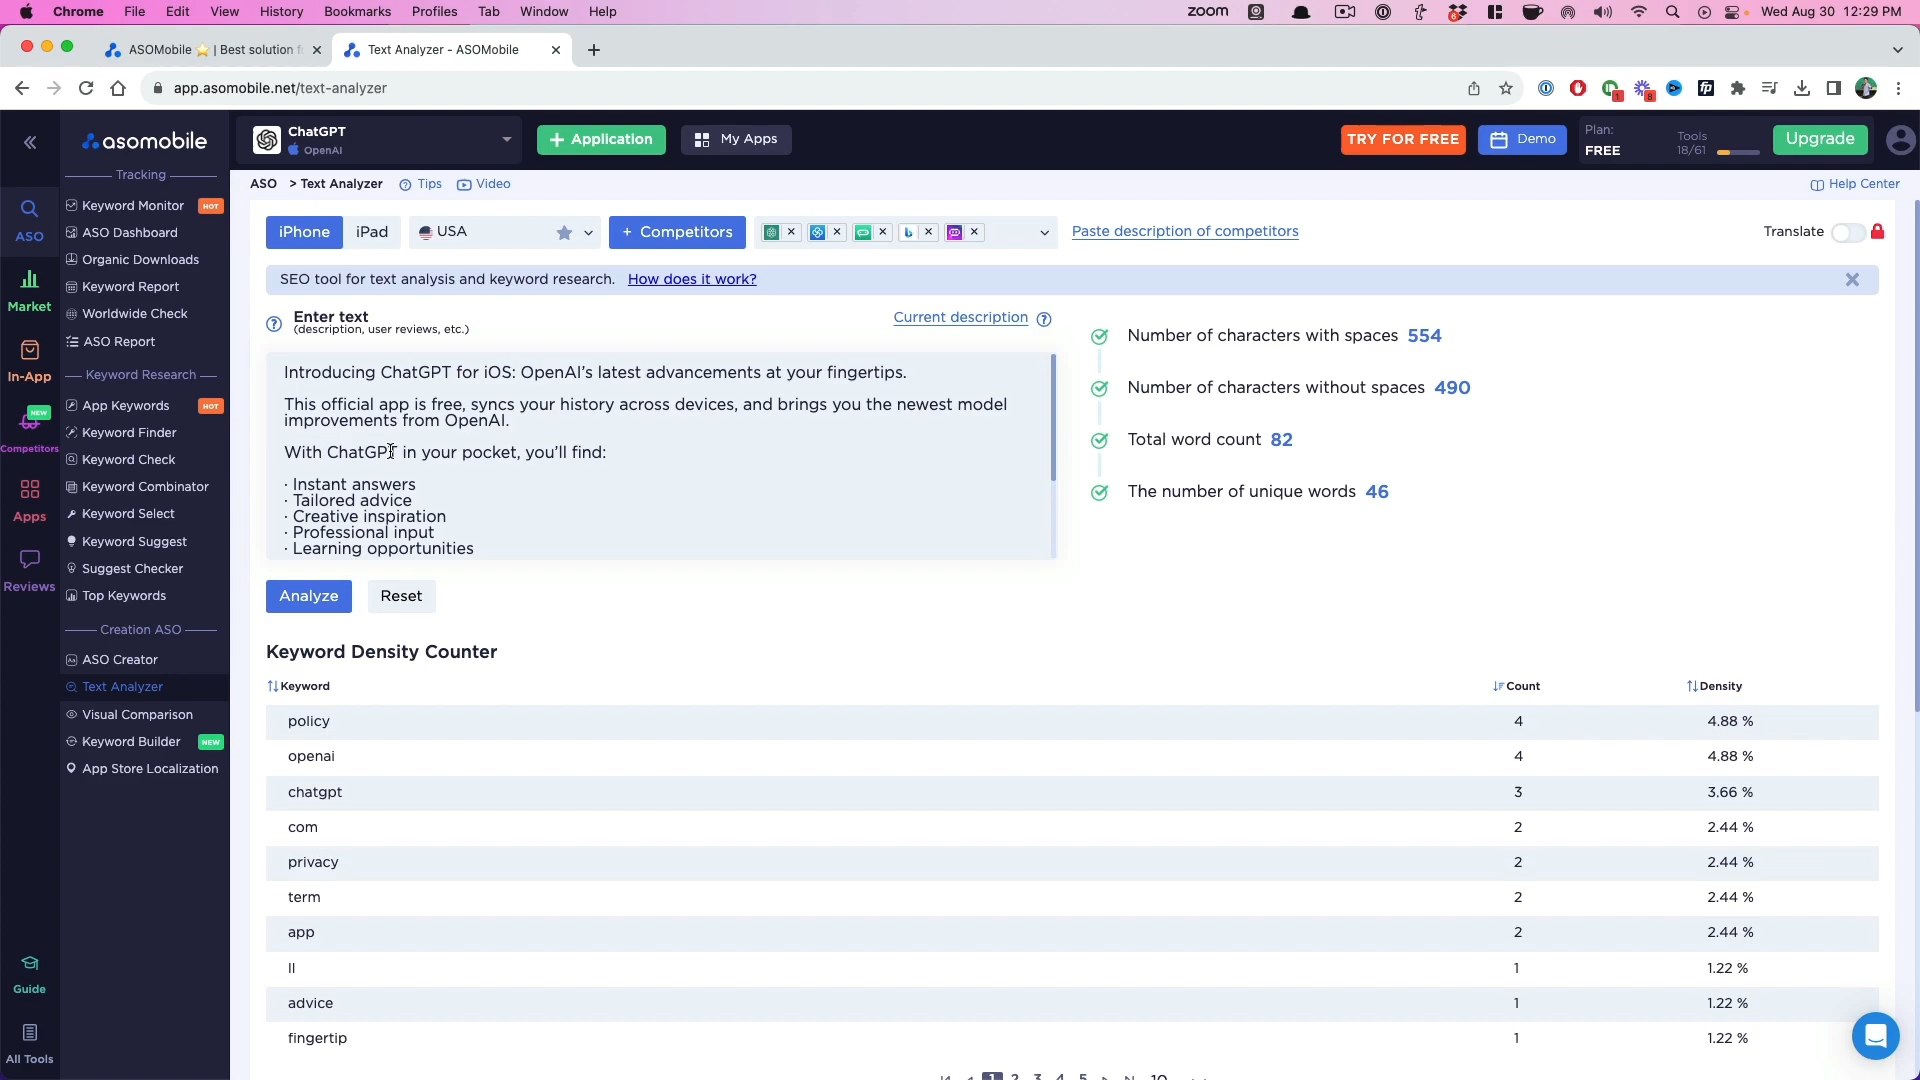 Chrome File Edit View History Bookmarks Profiles Tab Window Help
zoom 6 Wed Aug 30 12:29 PM
ASOMobile ⭐ | Best solution f
Text Analyzer - ASOMobile
app.asomobile.net/text-analyzer
1 8
asomobile
ChatGPT
OpenAI
+ Application
My Apps
TRY FOR FREE
Demo
Plan:
FREE
Tools
18/61
Upgrade
ASO
Market
In-App
NEW
Competitors
Apps
Reviews
Guide
All Tools
Tracking
Keyword Monitor HOT
ASO Dashboard
Organic Downloads
Keyword Report
Worldwide Check
ASO Report
Keyword Research
App Keywords HOT
Keyword Finder
Keyword Check
Keyword Combinator
Keyword Select
Keyword Suggest
Suggest Checker
Top Keywords
Creation ASO
ASO Creator
Text Analyzer
Visual Comparison
Keyword Builder NEW
App Store Localization
ASO > Text Analyzer Tips Video
Help Center
iPhone iPad USA + Competitors
Paste description of competitors
Translate
SEO tool for text analysis and keyword research. How does it work?
Enter text
(description, user reviews, etc.)
Current description
Introducing ChatGPT for iOS: OpenAI’s latest advancements at your fingertips.
This official app is free, syncs your history across devices, and brings you the newest model
improvements from OpenAI.
With ChatGPT in your pocket, you’ll find:
· Instant answers
· Tailored advice
· Creative inspiration
· Professional input
· Learning opportunities
Number of characters with spaces 554
Number of characters without spaces 490
Total word count 82
The number of unique words 46
Analyze Reset
Keyword Density Counter
Keyword Count Density
policy 4 4.88 %
openai 4 4.88 %
chatgpt 3 3.66 %
com 2 2.44 %
privacy 2 2.44 %
term 2 2.44 %
app 2 2.44 %
ll 1 1.22 %
advice 1 1.22 %
fingertip 1 1.22 %
1 2 3 4 5 10